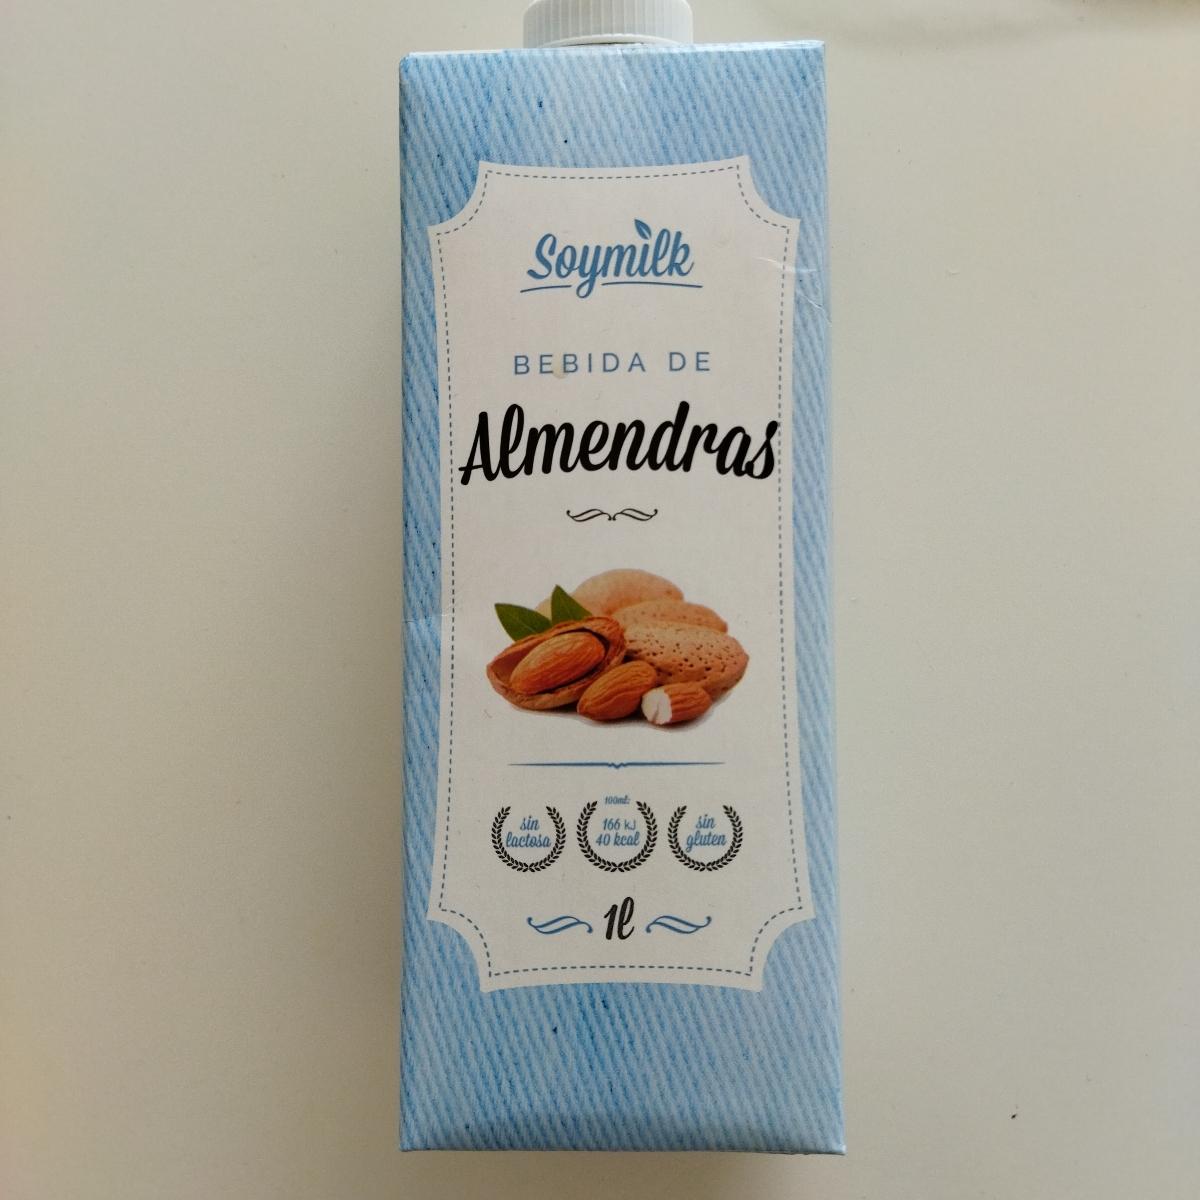 Soymilk
BEBIDA DE
Almendras
sin
lactosa
100ml:
166 kJ
40 kcal
sin
gluten
1l